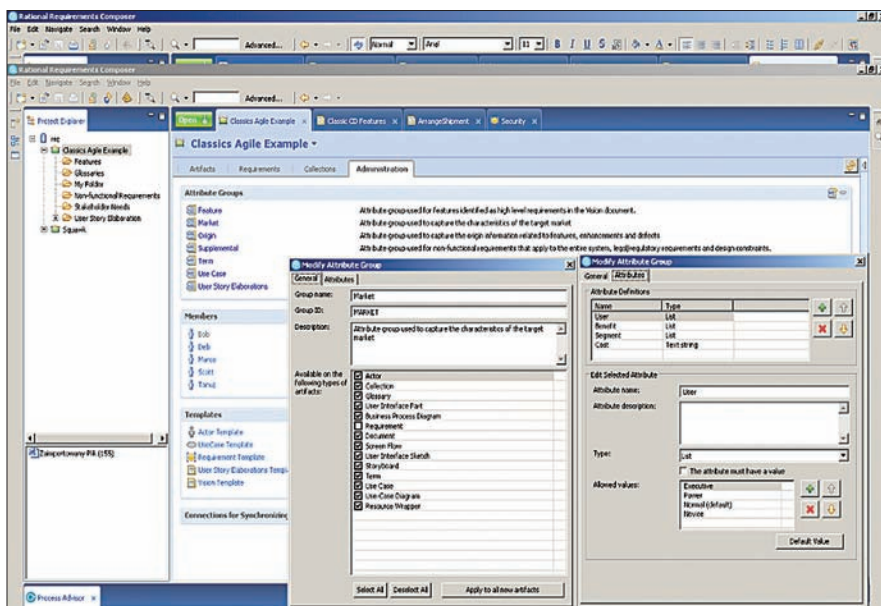 Rational Requirements Composer
File Edit Navigate Search Window Help
Advanced... Normal Arial 11 B I U S
Rational Requirements Composer
File Edit Navigate Search Window Help
Advanced...
Project Explorer
Open Classics Agile Example Classic CD Features ArrangeShipment Security
Classics Agile Example
Classics Agile Example
Features
Glossaries
My Folder
Non-functional Requirements
Stakeholder Needs
User Story Elaboration
Squawk
Artifacts Requirements Collections Administration
Attribute Groups
Feature Attribute group used for features identified as high level requirements in the Vision document.
Market Attribute group used to capture the characteristics of the target market
Origin Attribute group used to capture the origin information related to features, enhancements and defects
Supplemental Attribute group used for non-functional requirements that apply to the entire system, legal/regulatory requirements and design constraints.
Term
Use Case
User Story Elaborations
Members
Bob
Deb
Marco
Scott
Tanuj
Templates
Actor Template
UseCase Template
Requirement Template
User Story Elaborations Templa
Vision Template
Connections for Synchronizing
Zaimportowany Plik (155)
Process Advisor
Modify Attribute Group
General Attributes
Group name: Market
Group ID: MARKET
Description: Attribute group used to capture the characteristics of the target
market
Available on the
following types of
artifacts:
Actor
Collection
Glossary
User Interface Part
Business Process Diagram
Requirement
Document
Screen Flow
User Interface Sketch
Storyboard
Term
Use Case
Use-Case Diagram
Resource Wrapper
Select All Deselect All Apply to all new artifacts
Modify Attribute Group
General Attributes
Attribute Definitions
Name Type
User List
Benefit List
Segment List
Cost Text string
Edit Selected Attribute
Attribute name: User
Attribute description:
Type: List
The attribute must have a value
Allowed values: Executive
Power
Normal (default)
Novice
Default Value